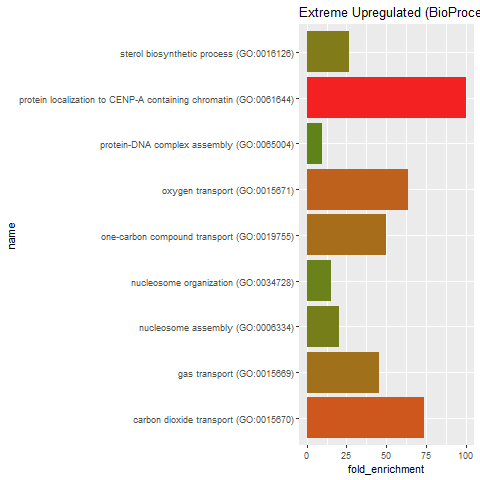 Extreme Upregulated (BioProce
name
sterol biosynthetic process (GO:0016126)
protein localization to CENP-A containing chromatin (GO:0061644)
protein-DNA complex assembly (GO:0065004)
oxygen transport (GO:0015671)
one-carbon compound transport (GO:0019755)
nucleosome organization (GO:0034728)
nucleosome assembly (GO:0006334)
gas transport (GO:0015669)
carbon dioxide transport (GO:0015670)
0 25 50 75 100
fold_enrichment